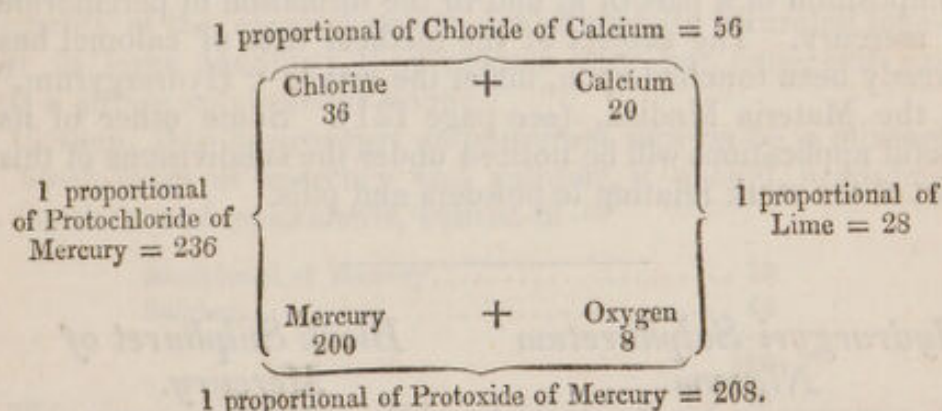 1 proportional of Chloride of Calcium = 56
Chlorine + Calcium
36 20
1 proportional
of Protochloride of
Mercury = 236
1 proportional of
Lime = 28
Mercury + Oxygen
200 8
1 proportional of Protoxide of Mercury = 208.